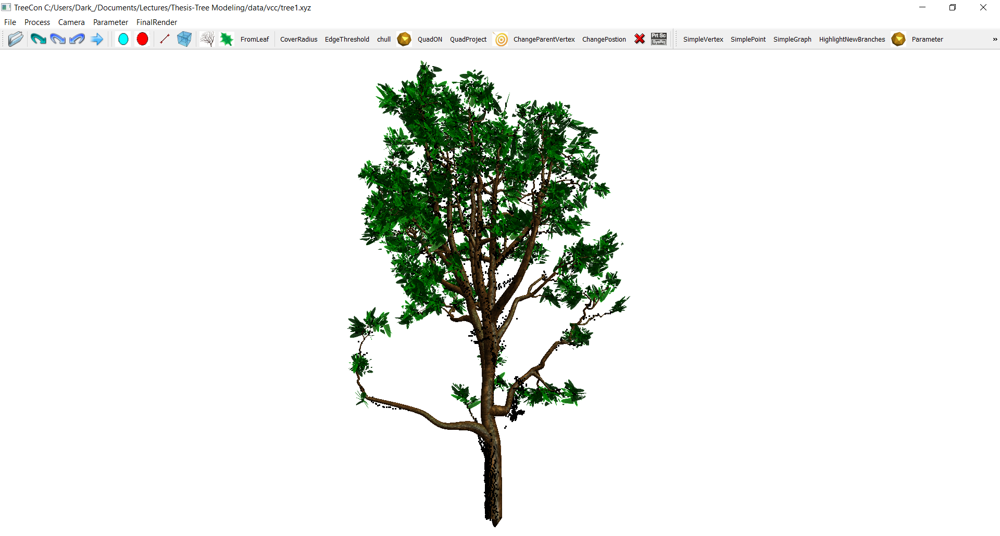 TreeCon C:/Users/Dark_/Documents/Lectures/Thesis-Tree Modeling/data/vcc/tree1.xyz
File Process Camera Parameter FinalRender
FromLeaf CoverRadius EdgeThreshold chull QuadON QuadProject ChangeParentVertex ChangePostion Prt Sc SysRq SimpleVertex SimplePoint SimpleGraph HighlightNewBranches Parameter »